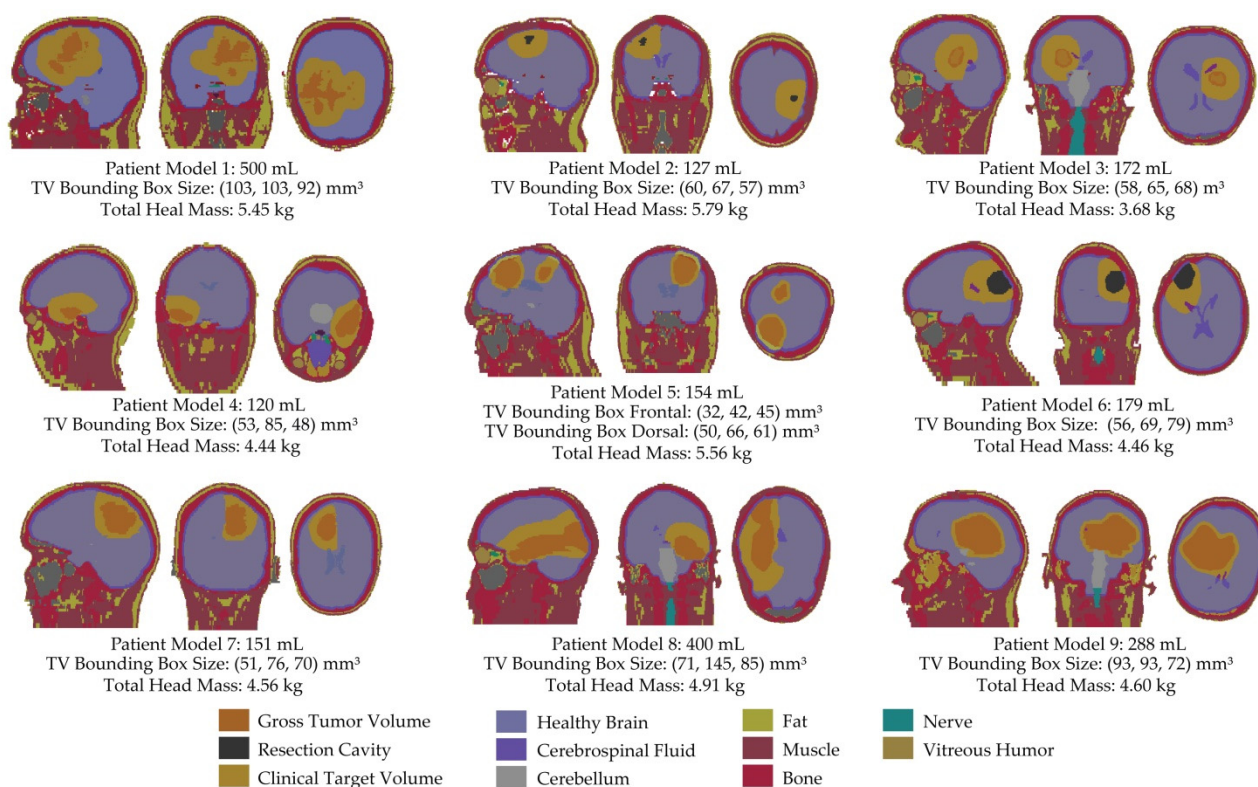 Patient Model 1: 500 mL
TV Bounding Box Size: (103, 103, 92) mm³
Total Heal Mass: 5.45 kg
Patient Model 2: 127 mL
TV Bounding Box Size: (60, 67, 57) mm³
Total Head Mass: 5.79 kg
Patient Model 3: 172 mL
TV Bounding Box Size: (58, 65, 68) m³
Total Head Mass: 3.68 kg
Patient Model 4: 120 mL
TV Bounding Box Size: (53, 85, 48) mm³
Total Head Mass: 4.44 kg
Patient Model 5: 154 mL
TV Bounding Box Frontal: (32, 42, 45) mm³
TV Bounding Box Dorsal: (50, 66, 61) mm³
Total Head Mass: 5.56 kg
Patient Model 6: 179 mL
TV Bounding Box Size: (56, 69, 79) mm³
Total Head Mass: 4.46 kg
Patient Model 7: 151 mL
TV Bounding Box Size: (51, 76, 70) mm³
Total Head Mass: 4.56 kg
Patient Model 8: 400 mL
TV Bounding Box Size: (71, 145, 85) mm³
Total Head Mass: 4.91 kg
Patient Model 9: 288 mL
TV Bounding Box Size: (93, 93, 72) mm³
Total Head Mass: 4.60 kg
Gross Tumor Volume
Resection Cavity
Clinical Target Volume
Healthy Brain
Cerebrospinal Fluid
Cerebellum
Fat
Muscle
Bone
Nerve
Vitreous Humor